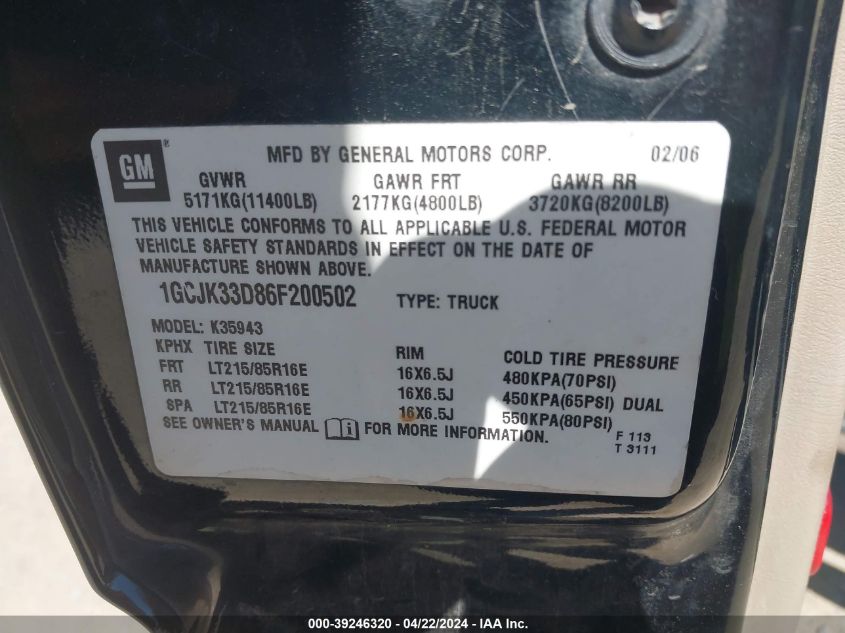 GM ® MFD BY GENERAL MOTORS CORP. 02/06
GVWR GAWR FRT GAWR RR
5171KG(11400LB) 2177KG(4800LB) 3720KG(8200LB)
THIS VEHICLE CONFORMS TO ALL APPLICABLE U.S. FEDERAL MOTOR
VEHICLE SAFETY STANDARDS IN EFFECT ON THE DATE OF
MANUFACTURE SHOWN ABOVE.
1GCJK33D86F200502 TYPE: TRUCK
MODEL: K35943
KPHX TIRE SIZE RIM COLD TIRE PRESSURE
FRT LT215/85R16E 16X6.5J 480KPA(70PSI)
RR LT215/85R16E 16X6.5J 450KPA(65PSI) DUAL
SPA LT215/85R16E 16X6.5J 550KPA(80PSI)
SEE OWNER'S MANUAL i FOR MORE INFORMATION. F 113
T 3111
000-39246320 - 04/22/2024 - IAAI.com